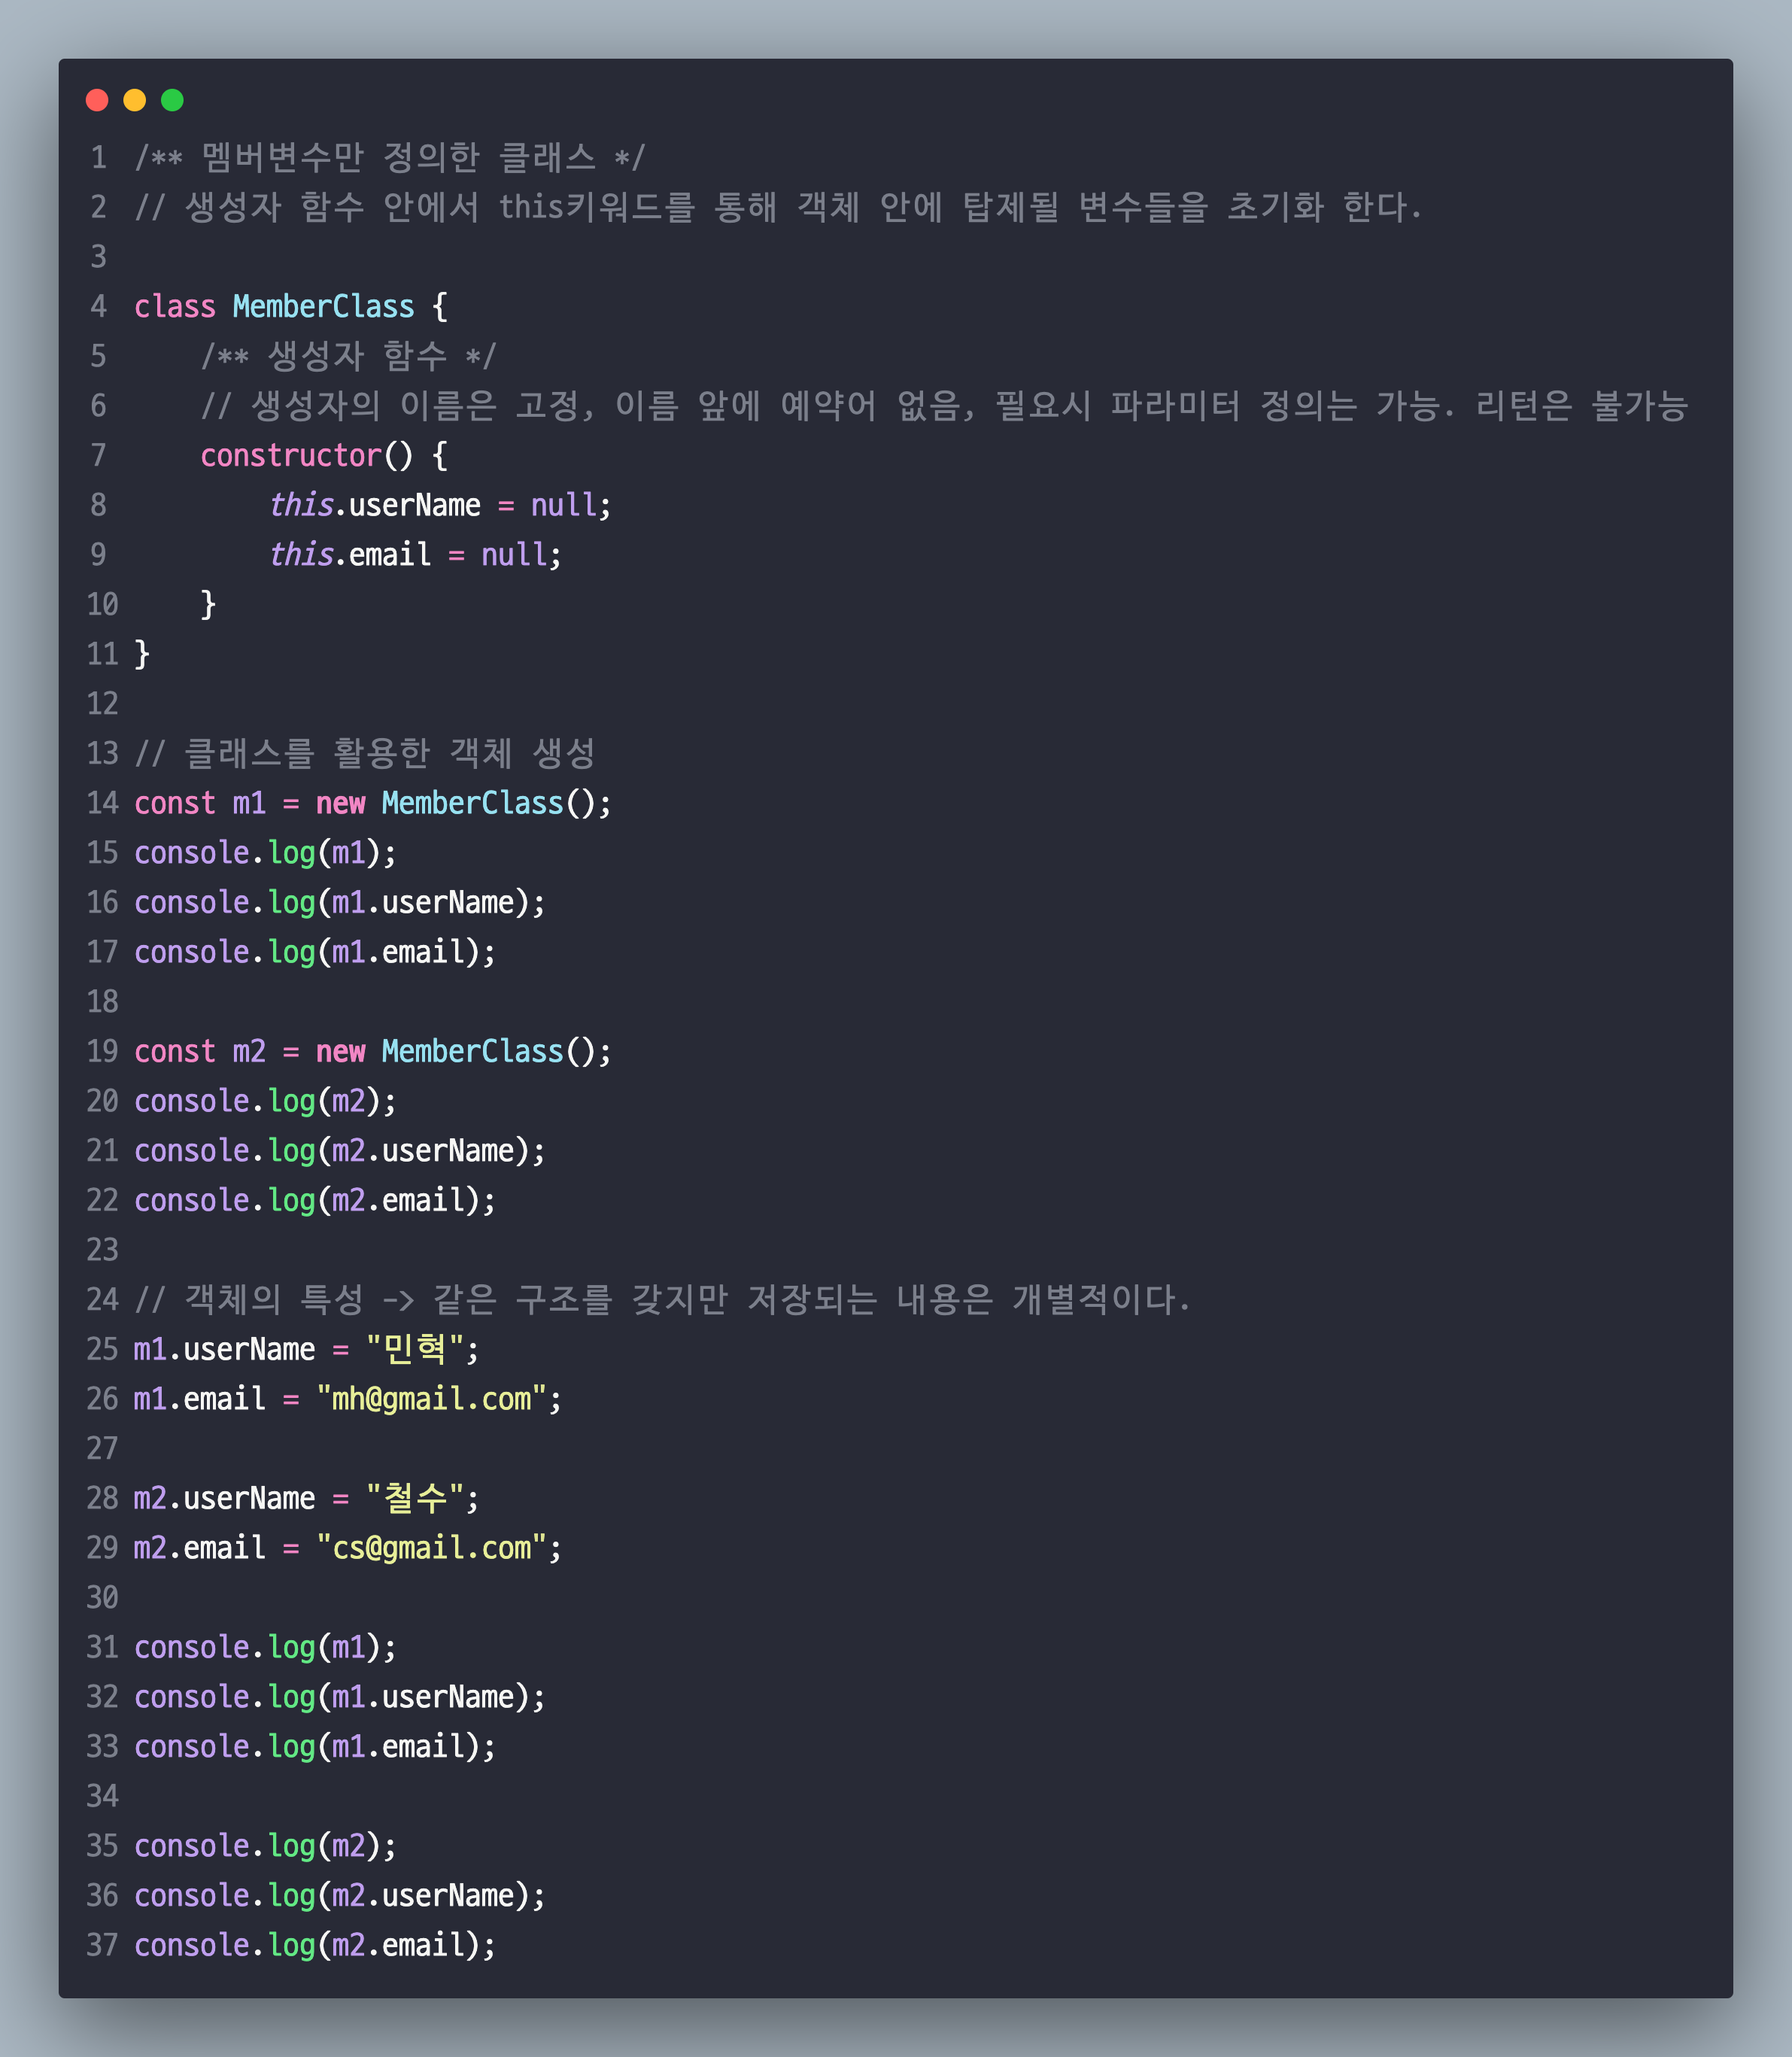 1 /** 멤버변수만 정의한 클래스 */
2 // 생성자 함수 안에서 this키워드를 통해 객체 안에 탑제될 변수들을 초기화 한다.
3
4 class MemberClass {
5     /** 생성자 함수 */
6     // 생성자의 이름은 고정, 이름 앞에 예약어 없음, 필요시 파라미터 정의는 가능. 리턴은 불가능
7     constructor() {
8         this.userName = null;
9         this.email = null;
10     }
11 }
12
13 // 클래스를 활용한 객체 생성
14 const m1 = new MemberClass();
15 console.log(m1);
16 console.log(m1.userName);
17 console.log(m1.email);
18
19 const m2 = new MemberClass();
20 console.log(m2);
21 console.log(m2.userName);
22 console.log(m2.email);
23
24 // 객체의 특성 -> 같은 구조를 갖지만 저장되는 내용은 개별적이다.
25 m1.userName = "민혁";
26 m1.email = "mh@gmail.com";
27
28 m2.userName = "철수";
29 m2.email = "cs@gmail.com";
30
31 console.log(m1);
32 console.log(m1.userName);
33 console.log(m1.email);
34
35 console.log(m2);
36 console.log(m2.userName);
37 console.log(m2.email);